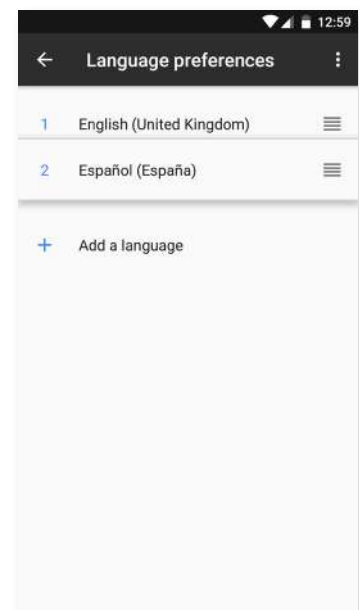 12:59
Language preferences
1 English (United Kingdom)
2 Español (España)
+ Add a language